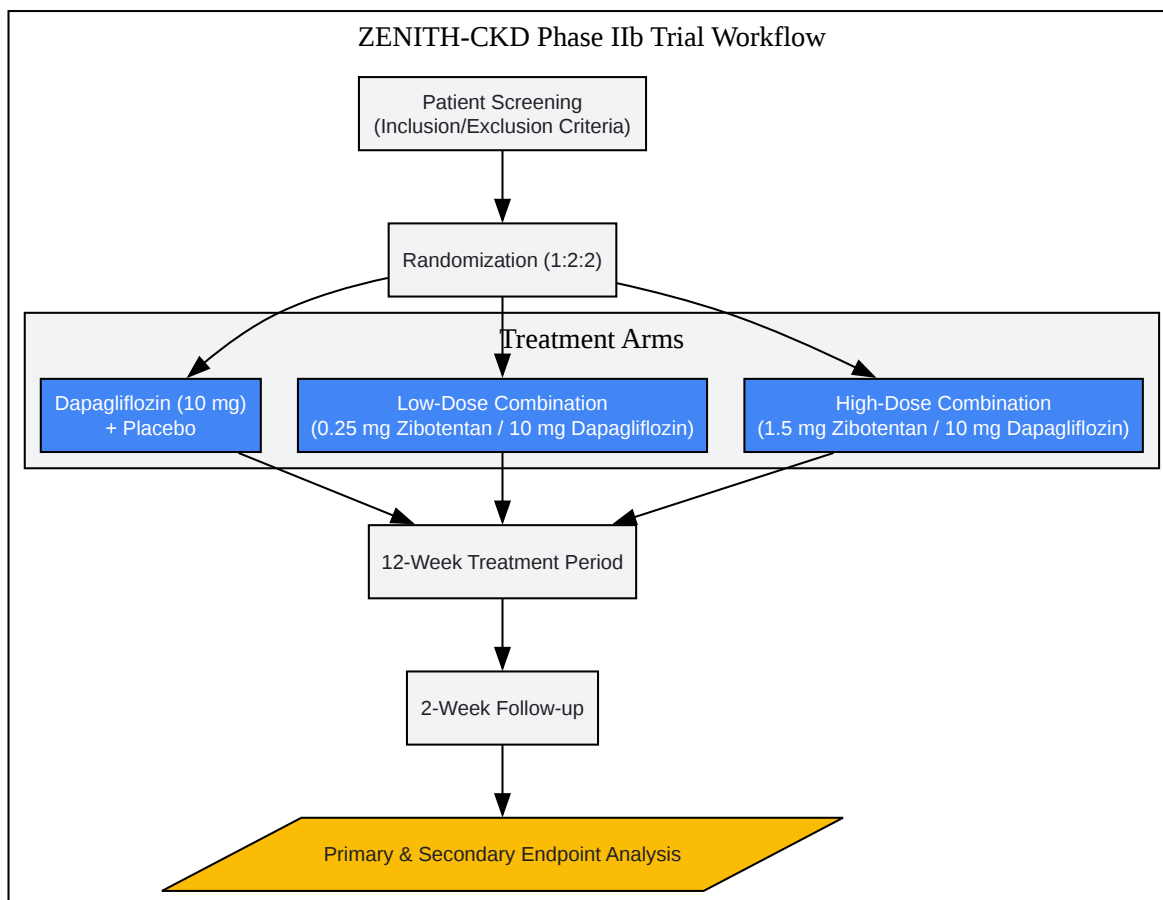 ZENITH-CKD Phase IIb Trial Workflow
Patient Screening
(Inclusion/Exclusion Criteria)
Randomization (1:2:2)
Treatment Arms
Dapagliflozin (10 mg)
+ Placebo
Low-Dose Combination
(0.25 mg Zibotentan / 10 mg Dapagliflozin)
High-Dose Combination
(1.5 mg Zibotentan / 10 mg Dapagliflozin)
12-Week Treatment Period
2-Week Follow-up
Primary & Secondary Endpoint Analysis